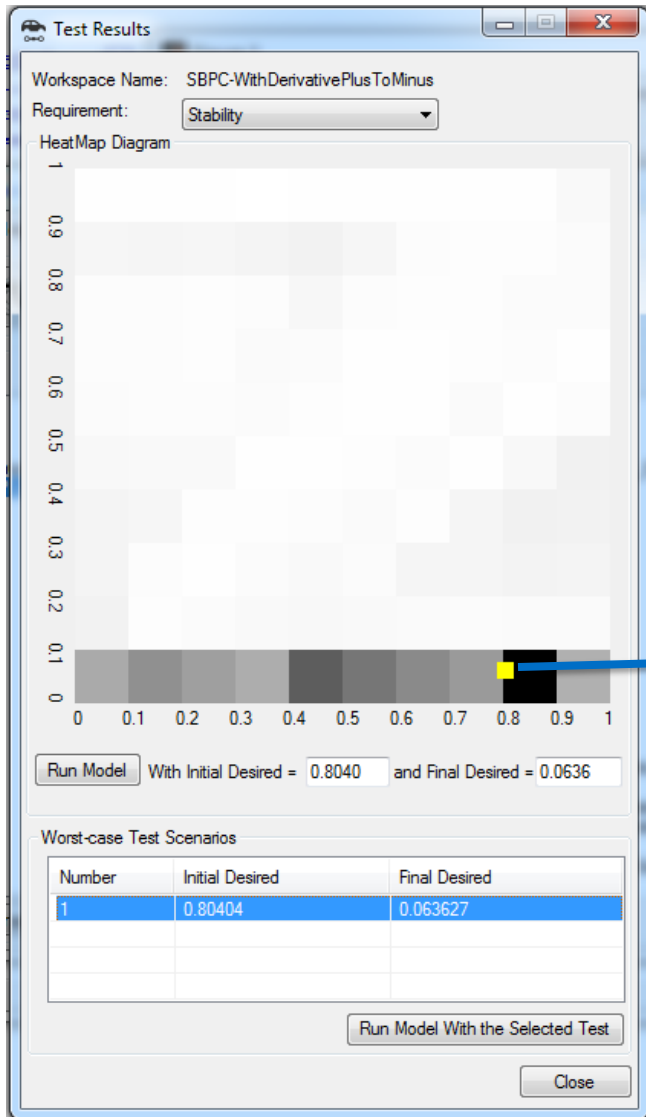 Test Results
Workspace Name: SBPC-WithDerivativePlusToMinus
Requirement: Stability
HeatMap Diagram
1
0.9
0.8
0.7
0.6
0.5
0.4
0.3
0.2
0.1
0
0 0.1 0.2 0.3 0.4 0.5 0.6 0.7 0.8 0.9 1
Run Model With Initial Desired = 0.8040 and Final Desired = 0.0636
Worst-case Test Scenarios
Number Initial Desired Final Desired
1 0.80404 0.063627
Run Model With the Selected Test
Close